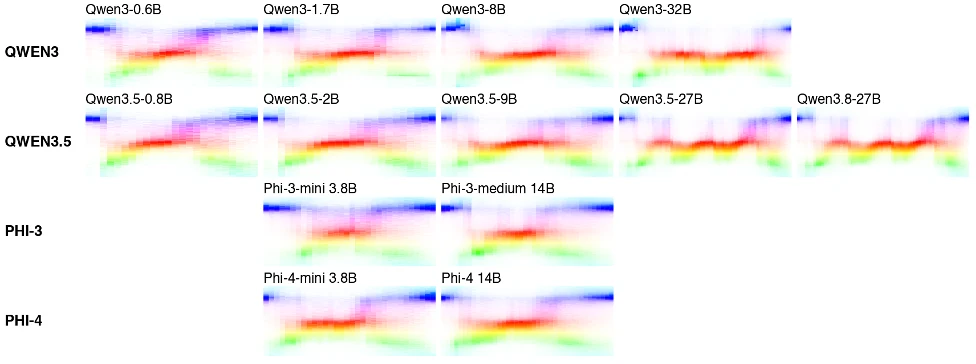 Qwen3-0.6B Qwen3-1.7B Qwen3-8B Qwen3-32B
QWEN3
Qwen3.5-0.8B Qwen3.5-2B Qwen3.5-9B Qwen3.5-27B Qwen3.8-27B
QWEN3.5
Phi-3-mini 3.8B Phi-3-medium 14B
PHI-3
Phi-4-mini 3.8B Phi-4 14B
PHI-4